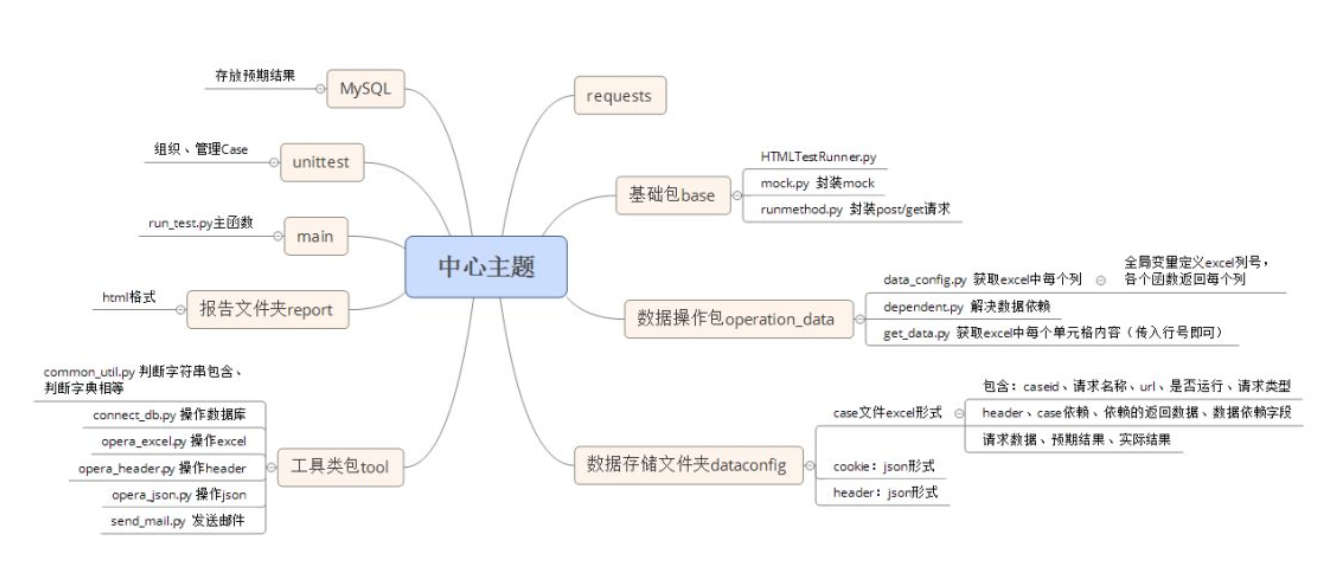 中心主题
MySQL
存放预期结果
unittest
组织、管理Case
main
run_test.py主函数
报告文件夹report
html格式
工具类包tool
common_util.py 判断字符串包含、
判断字典相等
connect_db.py 操作数据库
opera_excel.py 操作excel
opera_header.py 操作header
opera_json.py 操作json
send_mail.py 发送邮件
requests
基础包base
HTMLTestRunner.py
mock.py 封装mock
runmethod.py 封装post/get请求
数据操作包operation_data
data_config.py 获取excel中每个列
全局变量定义excel列号，
各个函数返回每个列
dependent.py 解决数据依赖
get_data.py 获取excel中每个单元格内容（传入行号即可）
数据存储文件夹dataconfig
case文件excel形式
包含：caseid、请求名称、url、是否运行、请求类型
header、case依赖、依赖的返回数据、数据依赖字段
请求数据、预期结果、实际结果
cookie：json形式
header：json形式